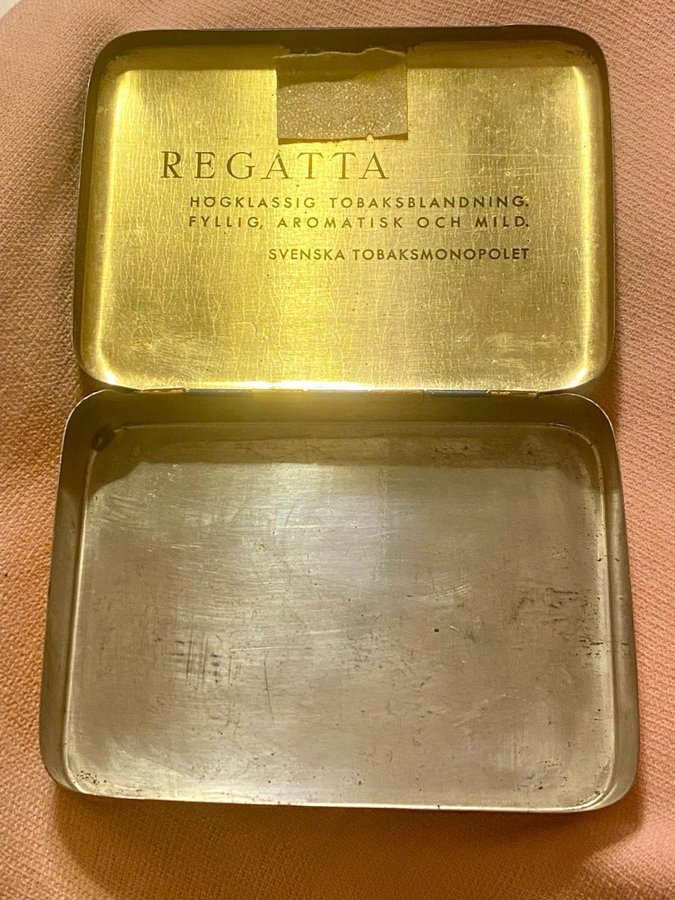 REGATTA
HÖGKLASSIG TOBAKSBLANDNING.
FYLLIG, AROMATISK OCH MILD.
SVENSKA TOBAKSMONOPOLET